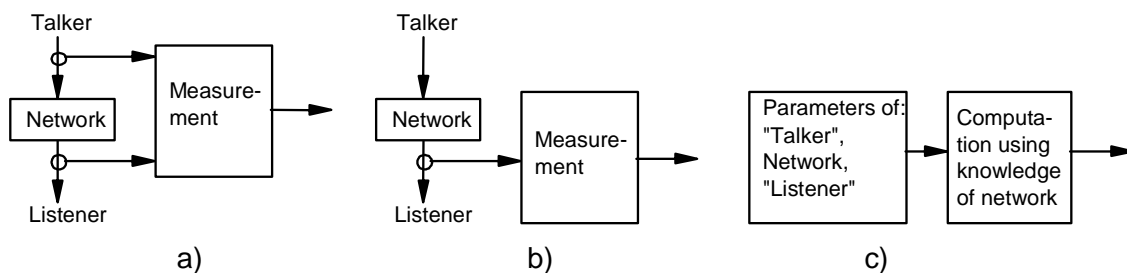 Talker
Network
Measure-
ment
Listener
a)
Talker
Network
Measure-
ment
Listener
b)
Parameters of:
"Talker",
Network,
"Listener"
Computa-
tion using
knowledge
of network
c)